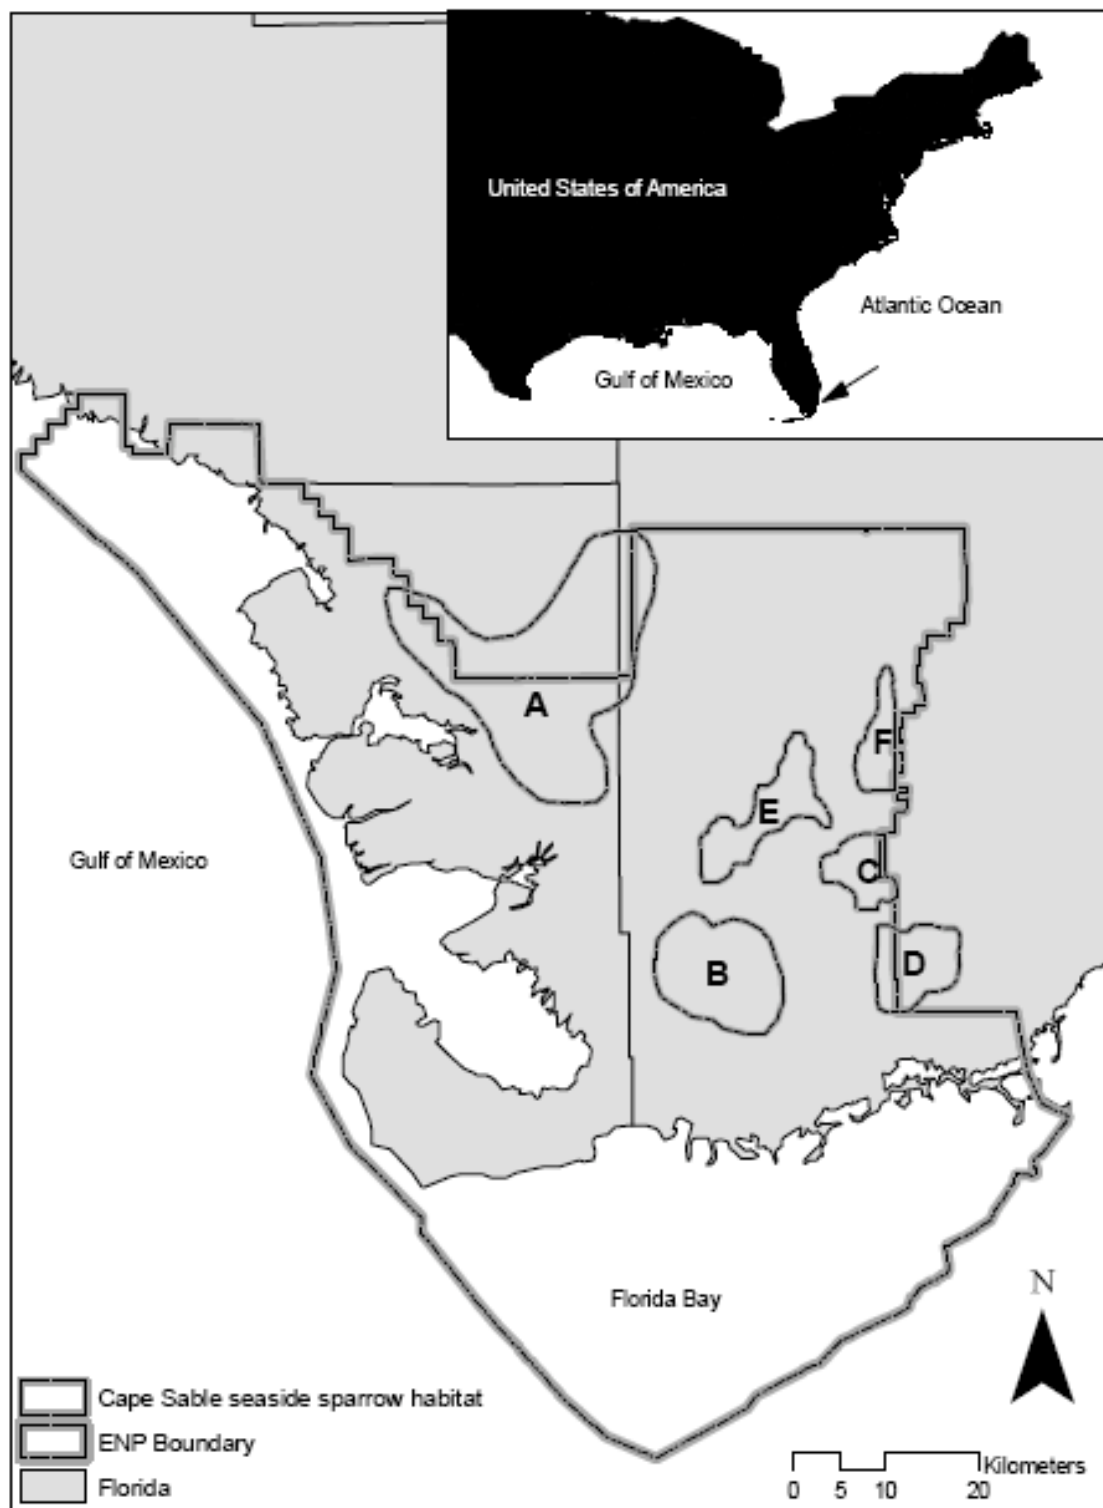 United States of America
Atlantic Ocean
Gulf of Mexico
A
F
E
Gulf of Mexico
C
B
D
N
Florida Bay
Cape Sable seaside sparrow habitat
ENP Boundary
Florida
Kilometers
0 5 10 20